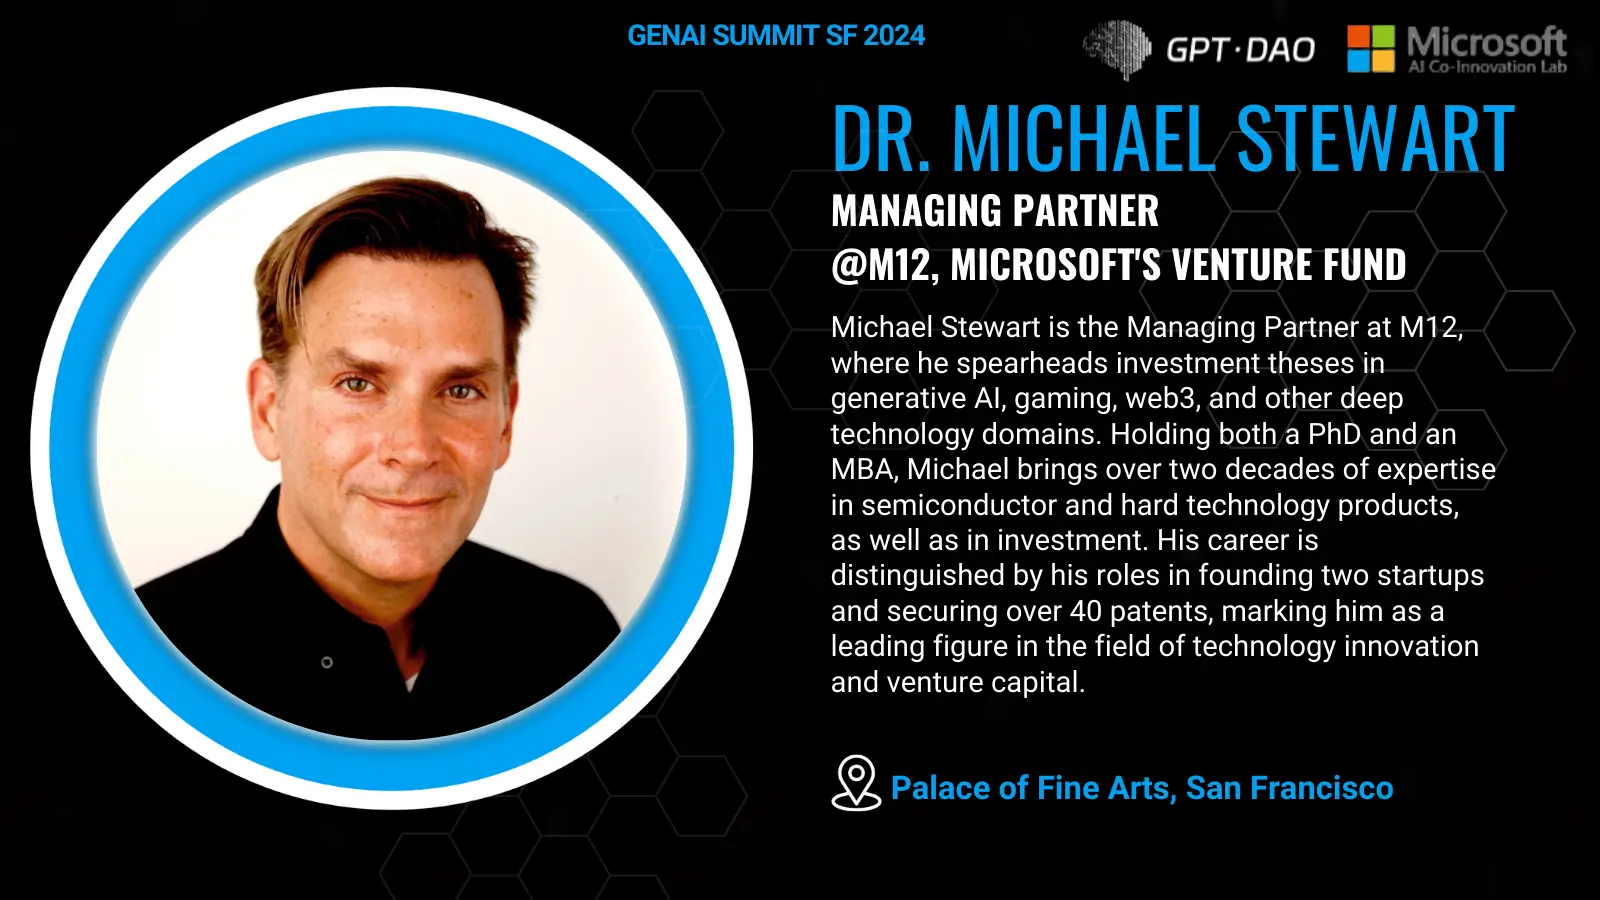 GENAI SUMMIT SF 2024
GPT·DAO
Microsoft
AI Co-Innovation Lab
DR. MICHAEL STEWART
MANAGING PARTNER
@M12, MICROSOFT'S VENTURE FUND
Michael Stewart is the Managing Partner at M12,
where he spearheads investment theses in
generative AI, gaming, web3, and other deep
technology domains. Holding both a PhD and an
MBA, Michael brings over two decades of expertise
in semiconductor and hard technology products,
as well as in investment. His career is
distinguished by his roles in founding two startups
and securing over 40 patents, marking him as a
leading figure in the field of technology innovation
and venture capital.
Palace of Fine Arts, San Francisco